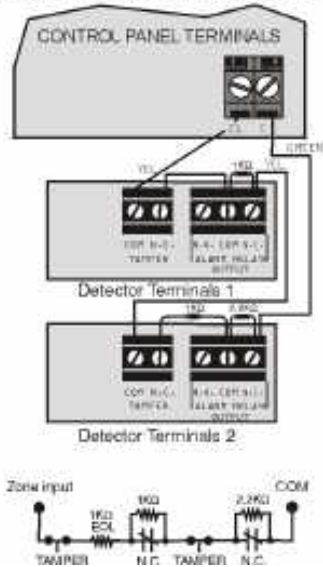 CONTROL PANEL TERMINALS
GREEN
YEL
1KΩ
YEL
COM N.C.
TAMPER
N.O. COM N.C.
ALARM RELAY
OUTPUT
Detector Terminals 1
1KΩ
2.2KΩ
COM N.C.
TAMPER
N.O. COM N.C.
ALARM RELAY
OUTPUT
Detector Terminals 2
Zone input
COM
1KΩ
2.2KΩ
1KΩ
EOL
TAMPER
N.C.
TAMPER
N.C.